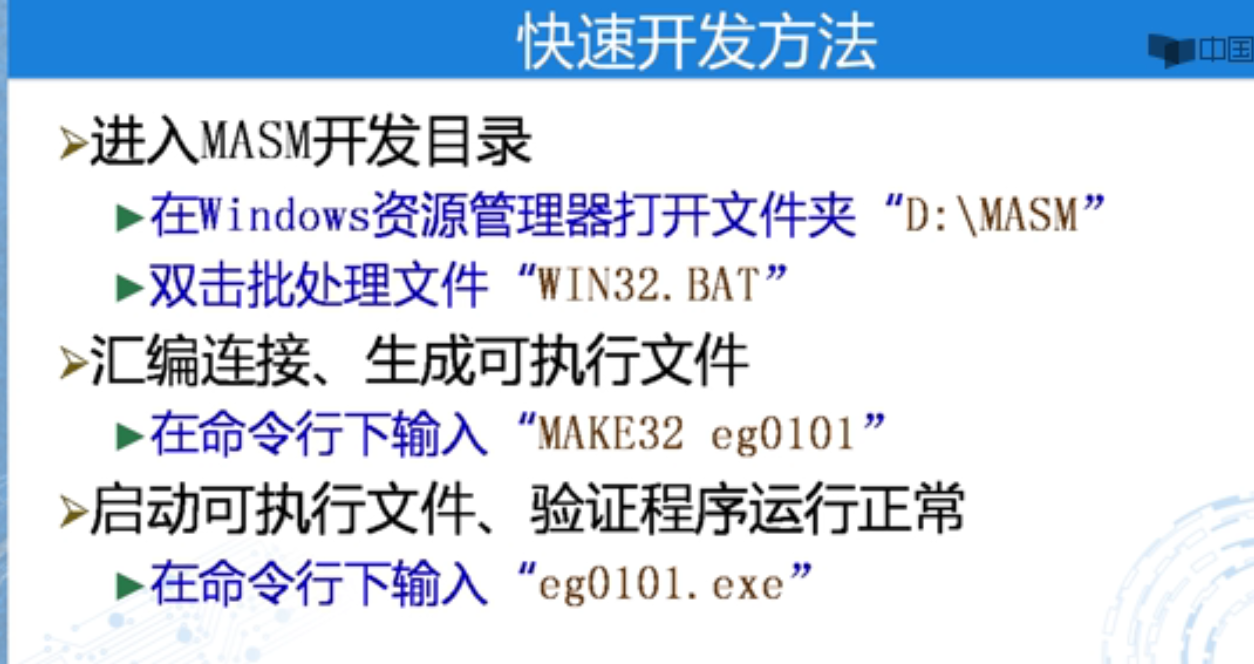 快速开发方法
中国
进入MASM开发目录
在Windows资源管理器打开文件夹“D:\MASM”
双击批处理文件“WIN32.BAT”
汇编连接、生成可执行文件
在命令行下输入“MAKE32 eg0101”
启动可执行文件、验证程序运行正常
在命令行下输入“eg0101.exe”